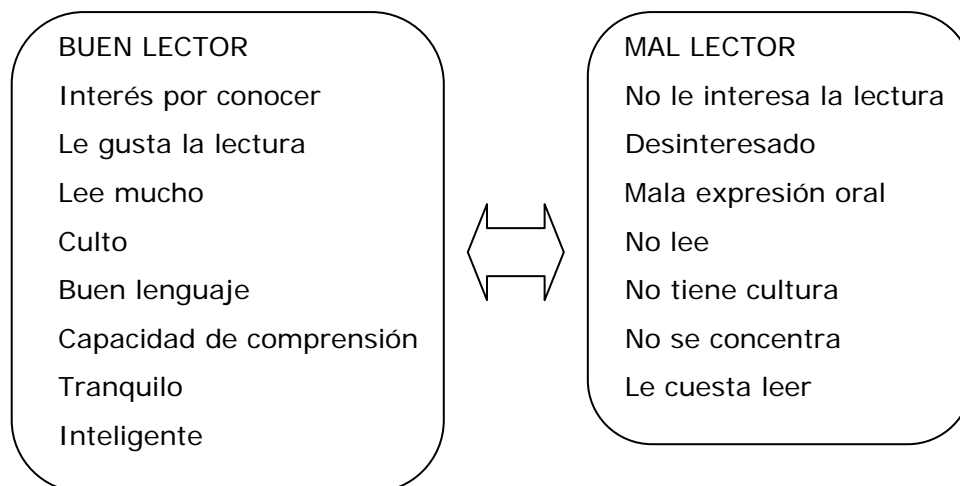 BUEN LECTOR
Interés por conocer
Le gusta la lectura
Lee mucho
Culto
Buen lenguaje
Capacidad de comprensión
Tranquilo
Inteligente
MAL LECTOR
No le interesa la lectura
Desinteresado
Mala expresión oral
No lee
No tiene cultura
No se concentra
Le cuesta leer